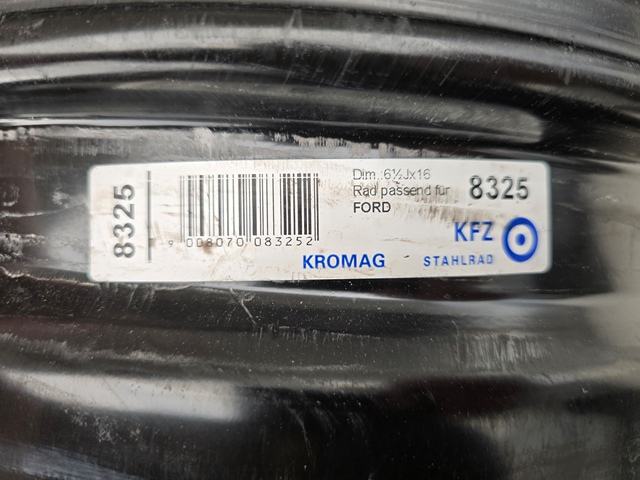 8325
9 008070 083252
Dim.:6½Jx16
Rad passend für
FORD
8325
KROMAG
KFZ
STAHLRAD